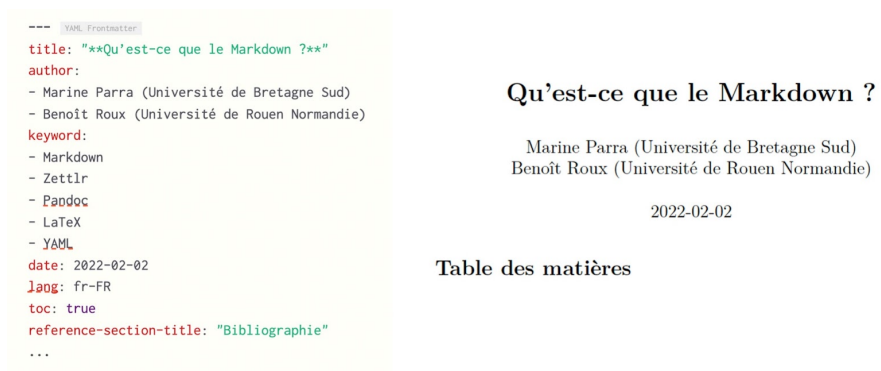 --- YAML Frontmatter
title: "**Qu'est-ce que le Markdown ?**"
author:
- Marine Parra (Université de Bretagne Sud)
- Benoît Roux (Université de Rouen Normandie)
keyword:
- Markdown
- Zettlr
- Pandoc
- LaTeX
- YAML
date: 2022-02-02
lang: fr-FR
toc: true
reference-section-title: "Bibliographie"
...
Qu'est-ce que le Markdown ?
Marine Parra (Université de Bretagne Sud)
Benoît Roux (Université de Rouen Normandie)
2022-02-02
Table des matières